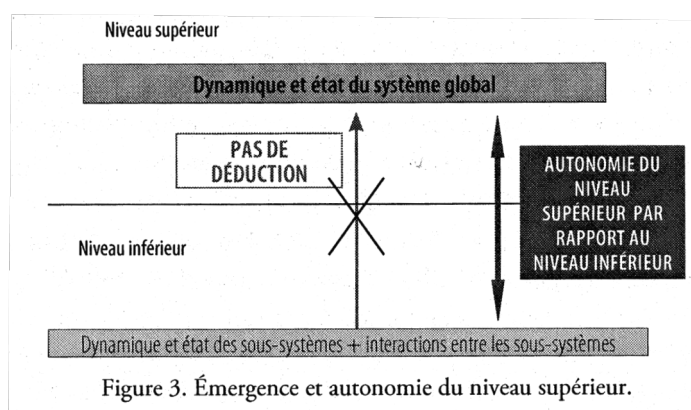 Niveau supérieur
Dynamique et état du système global
PAS DE
DÉDUCTION
AUTONOMIE DU
NIVEAU
SUPÉRIEUR PAR
RAPPORT AU
NIVEAU INFÉRIEUR
Niveau inférieur
Dynamique et état des sous-systèmes + interactions entre les sous-systèmes
Figure 3. Émergence et autonomie du niveau supérieur.